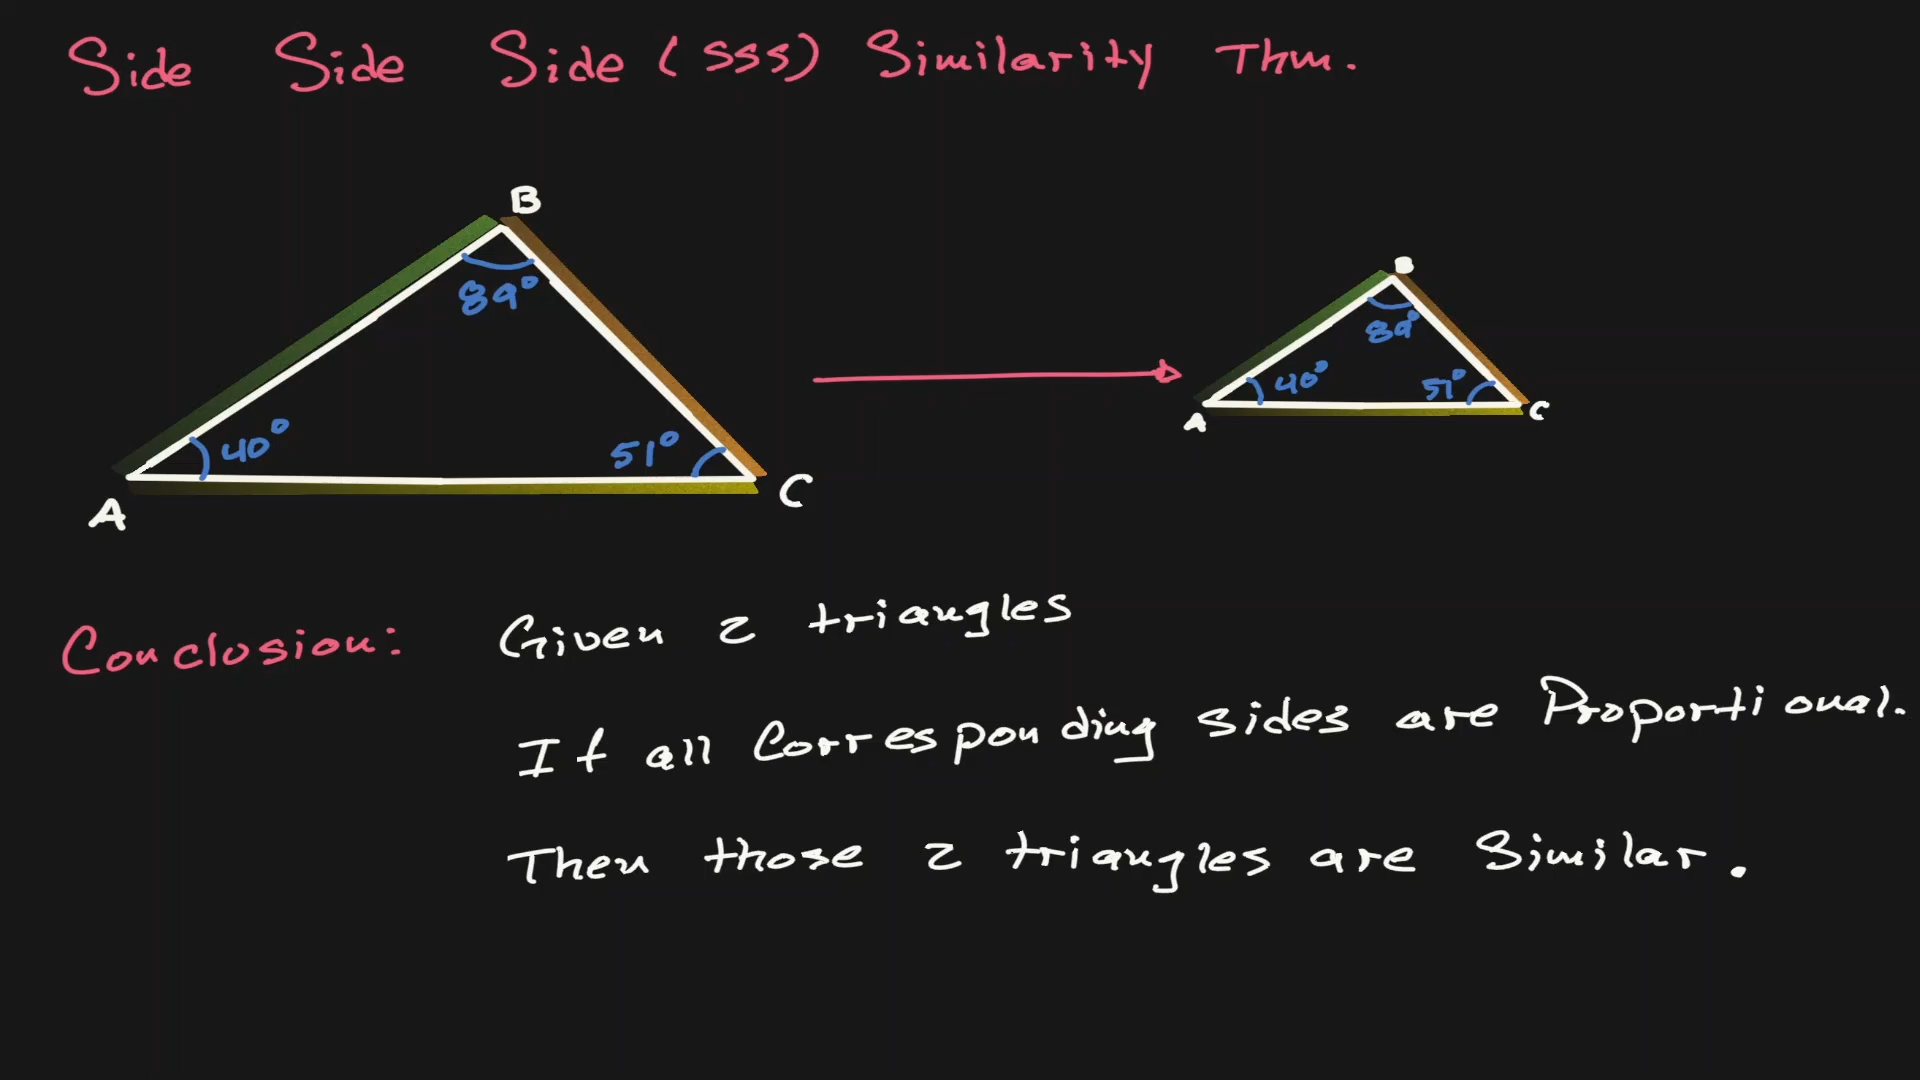 Side Side Side (SSS) Similarity Thm.
B
B
89°
89°
40°
51°
40°
51°
A
C
A
C
Conclusion: Given 2 triangles
If all Corresponding sides are Proportional.
Then those 2 triangles are Similar.